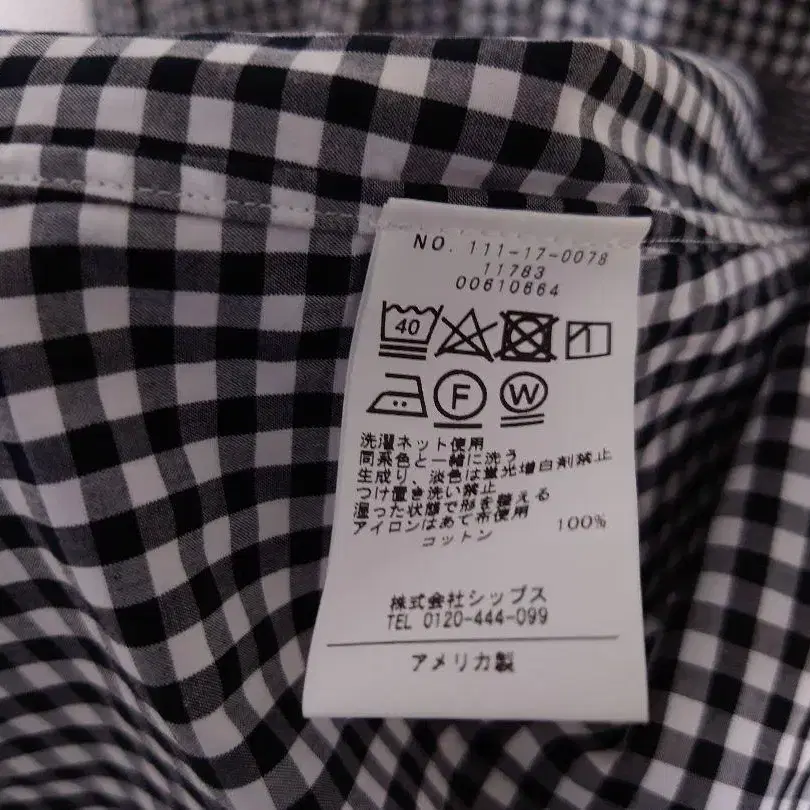 NO. 111-17-0078
11783
00610664
40
F W
洗濯ネット使用
同系色と一緒に洗う
生成り、淡色は蛍光増白剤禁止
つけ置き洗い禁止
湿った状態で形を整える
アイロンはあて布使用
コットン 100%
株式会社シップス
TEL 0120-444-099
アメリカ製